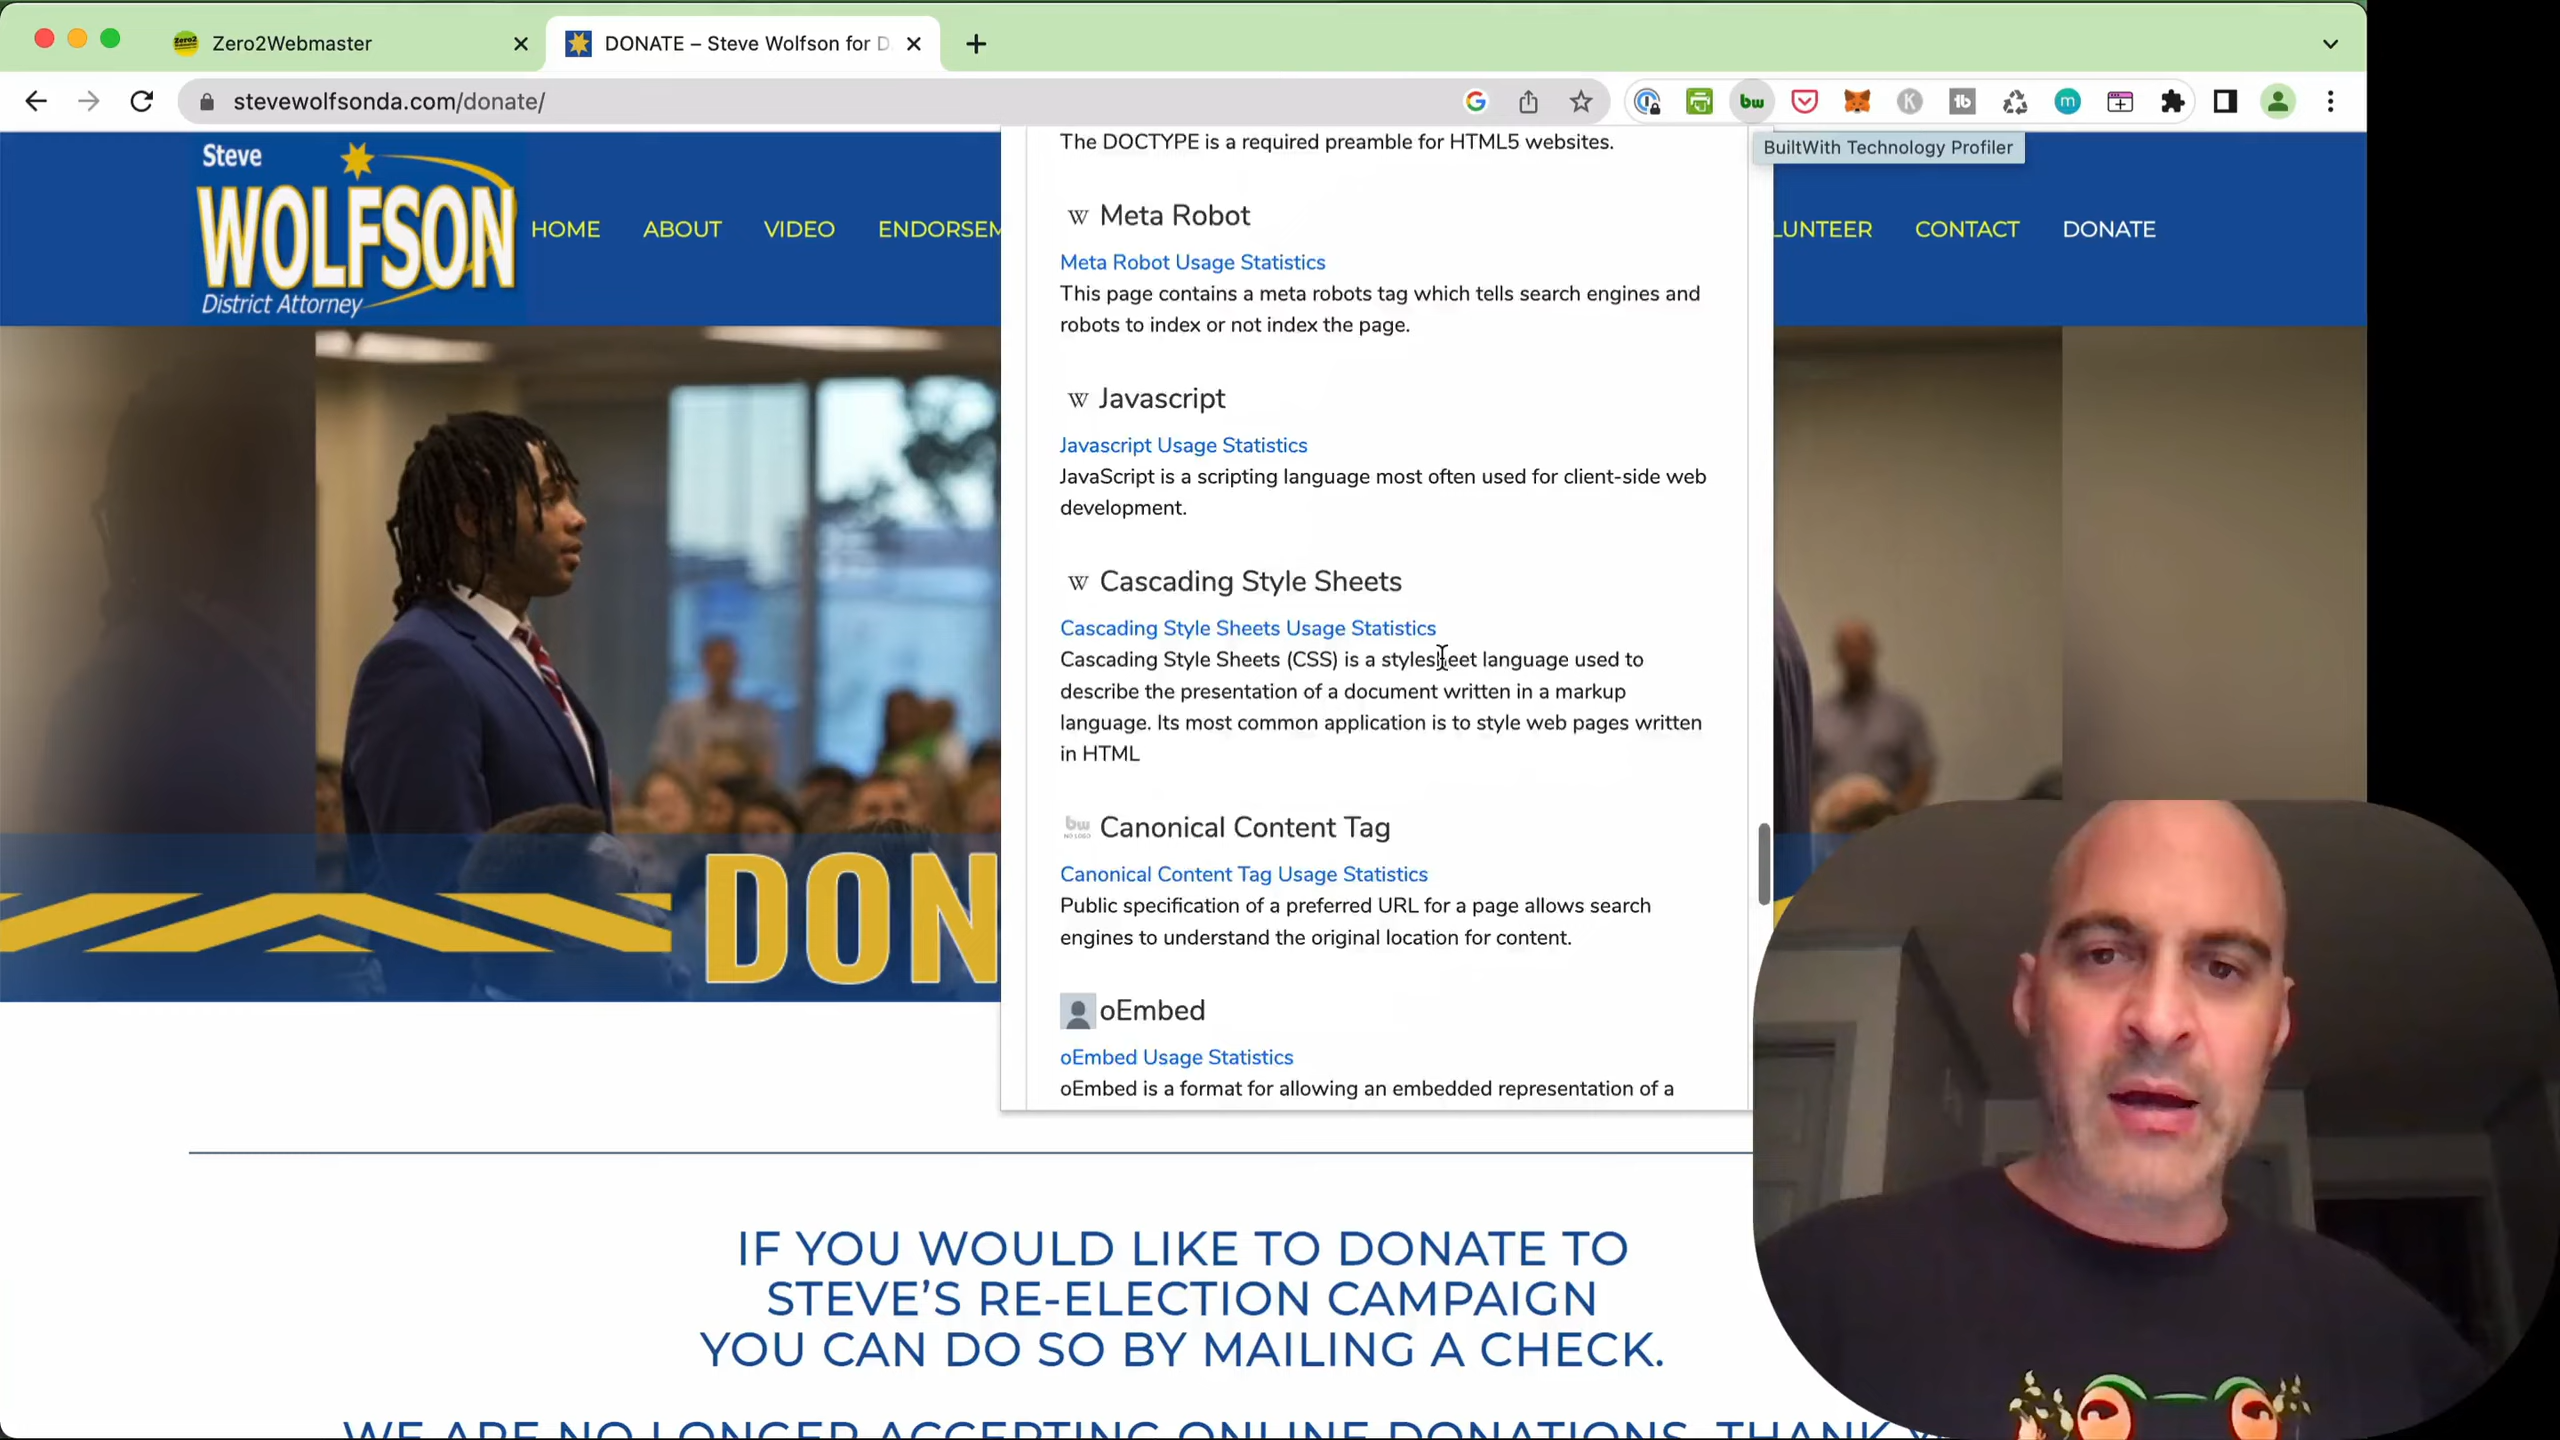 Zero2Webmaster
DONATE – Steve Wolfson for D
stevewolfsonda.com/donate/
BuiltWith Technology Profiler
Steve
WOLFSON
District Attorney
HOME
ABOUT
VIDEO
ENDORSEM
LUNTEER
CONTACT
DONATE
The DOCTYPE is a required preamble for HTML5 websites.
W Meta Robot
Meta Robot Usage Statistics
This page contains a meta robots tag which tells search engines and
robots to index or not index the page.
W Javascript
Javascript Usage Statistics
JavaScript is a scripting language most often used for client-side web
development.
W Cascading Style Sheets
Cascading Style Sheets Usage Statistics
Cascading Style Sheets (CSS) is a stylesheet language used to
describe the presentation of a document written in a markup
language. Its most common application is to style web pages written
in HTML
bw NO LOGO Canonical Content Tag
Canonical Content Tag Usage Statistics
Public specification of a preferred URL for a page allows search
engines to understand the original location for content.
oEmbed
oEmbed Usage Statistics
oEmbed is a format for allowing an embedded representation of a
DON
IF YOU WOULD LIKE TO DONATE TO
STEVE'S RE-ELECTION CAMPAIGN
YOU CAN DO SO BY MAILING A CHECK.
WE ARE NO LONGER ACCEPTING ONLINE DONATIONS. THANK Y